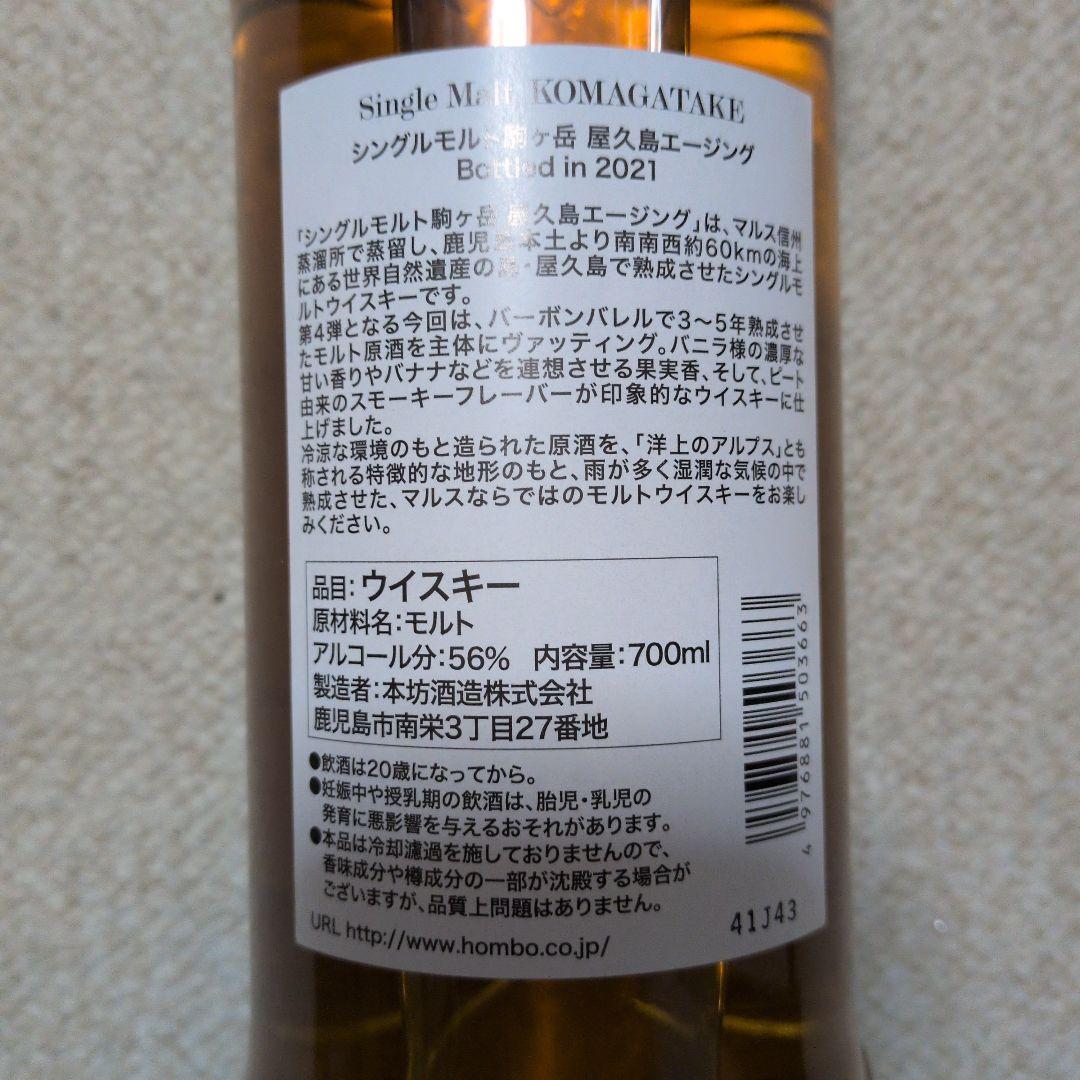 Single Malt KOMAGATAKE
シングルモルト駒ヶ岳 屋久島エージング
Bottled in 2021
「シングルモルト駒ヶ岳 屋久島エージング」は、マルス信州
蒸溜所で蒸留し、鹿児島本土より南南西約60kmの海上
にある世界自然遺産の島・屋久島で熟成させたシングルモ
ルトウイスキーです。
第4弾となる今回は、バーボンバレルで3〜5年熟成させ
たモルト原酒を主体にヴァッティング。バニラ様の濃厚な
甘い香りやバナナなどを連想させる果実香、そして、ピート
由来のスモーキーフレーバーが印象的なウイスキーに仕
上げました。
冷涼な環境のもと造られた原酒を、「洋上のアルプス」とも
称される特徴的な地形のもと、雨が多く湿潤な気候の中で
熟成させた、マルスならではのモルトウイスキーをお楽し
みください。
品目:ウイスキー
原材料名:モルト
アルコール分:56% 内容量:700ml
製造者:本坊酒造株式会社
鹿児島市南栄3丁目27番地
●飲酒は20歳になってから。
●妊娠中や授乳期の飲酒は、胎児・乳児の
発育に悪影響を与えるおそれがあります。
●本品は冷却濾過を施しておりませんので、
香味成分や樽成分の一部が沈殿する場合が
ございますが、品質上問題はありません。
URL http://www.hombo.co.jp/
4 976881 503663
41J43